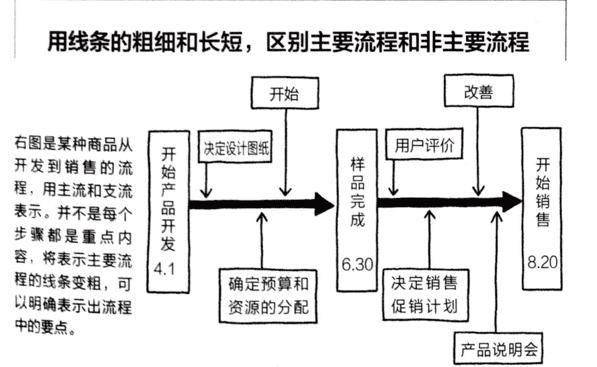 用线条的粗细和长短，区别主要流程和非主要流程
右图是某种商品从
开发到销售的流
程，用主流和支流
表示。并不是每个
步骤都是重点内
容，将表示主要流
程的线条变粗，可
以明确表示出流程
中的要点。
开始产品开发
4.1
决定设计图纸
开始
确定预算和
资源的分配
样品完成
6.30
用户评价
改善
决定销售
促销计划
产品说明会
开始销售
8.20